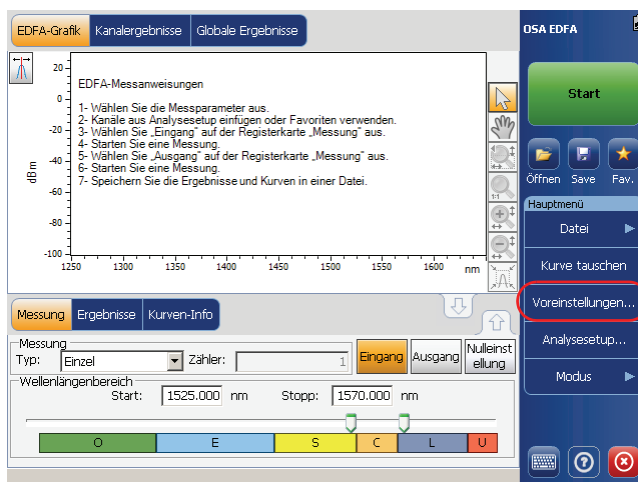 EDFA-Grafik Kanalergebnisse Globale Ergebnisse
20
0
-20
-40
-60
-80
-100
dBm
EDFA-Messanweisungen
1- Wählen Sie die Messparameter aus.
2- Kanäle aus Analysesetup einfügen oder Favoriten verwenden.
3- Wählen Sie „Eingang" auf der Registerkarte „Messung" aus.
4- Starten Sie eine Messung.
5- Wählen Sie „Ausgang" auf der Registerkarte „Messung" aus.
6- Starten Sie eine Messung.
7- Speichern Sie die Ergebnisse und Kurven in einer Datei.
1250 1300 1350 1400 1450 1500 1550 1600 nm
1:1
Messung Ergebnisse Kurven-Info
Messung
Typ: Einzel Zähler: 1 Eingang Ausgang Nulleinst
ellung
Wellenlängenbereich
Start: 1525.000 nm Stopp: 1570.000 nm
O E S C L U
OSA EDFA
Start
Öffnen Save Fav.
Hauptmenü
Datei
Kurve tauschen
Voreinstellungen...
Analysesetup...
Modus